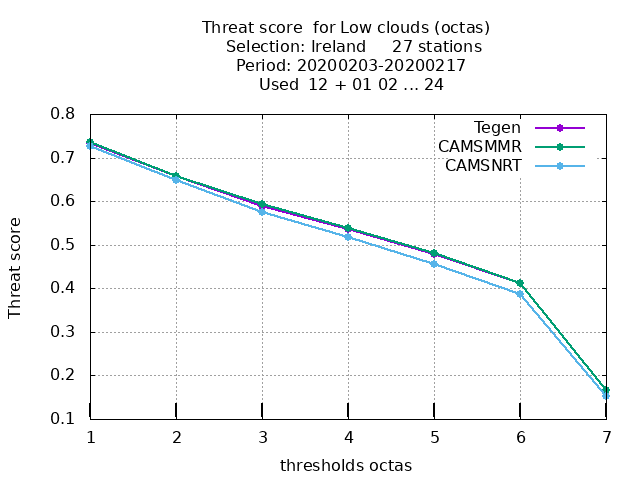 Threat score  for Low clouds (octas)
Selection: Ireland     27 stations
Period: 20200203-20200217
Used  12 + 01 02 ... 24
Tegen
CAMSMMR
CAMSNRT
0.8
0.7
0.6
0.5
0.4
0.3
0.2
0.1
Threat score
1 2 3 4 5 6 7
thresholds octas